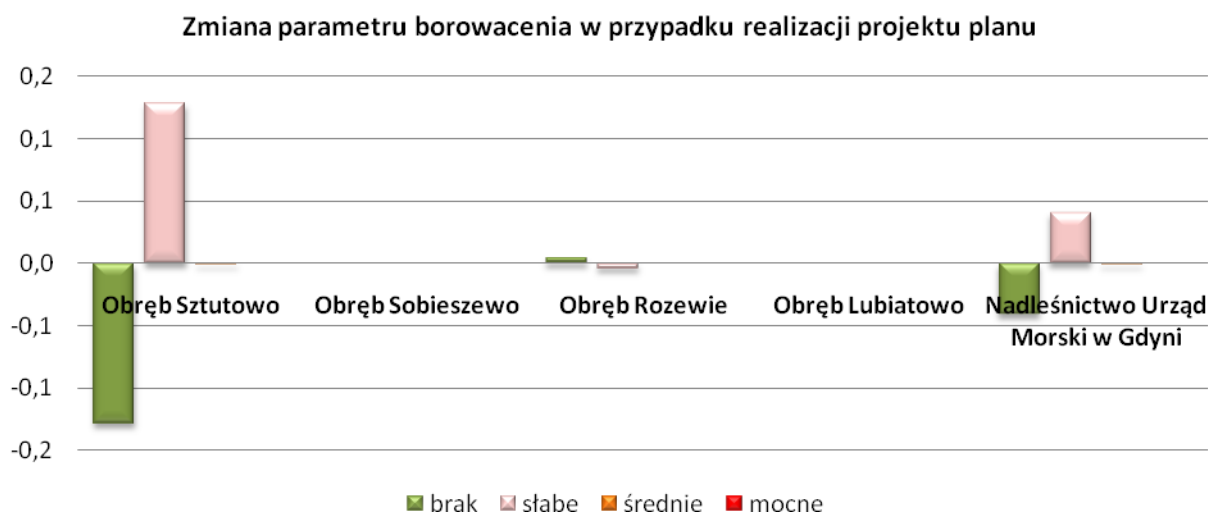 Zmiana parametru borowacenia w przypadku realizacji projektu planu
0,2
0,1
0,1
0,0
Obręb Sztutowo Obręb Sobieszewo Obręb Rozewie Obręb Lubiatowo Nadleśnictwo Urząd
Morski w Gdyni
-0,1
-0,1
-0,2
brak słabe średnie mocne